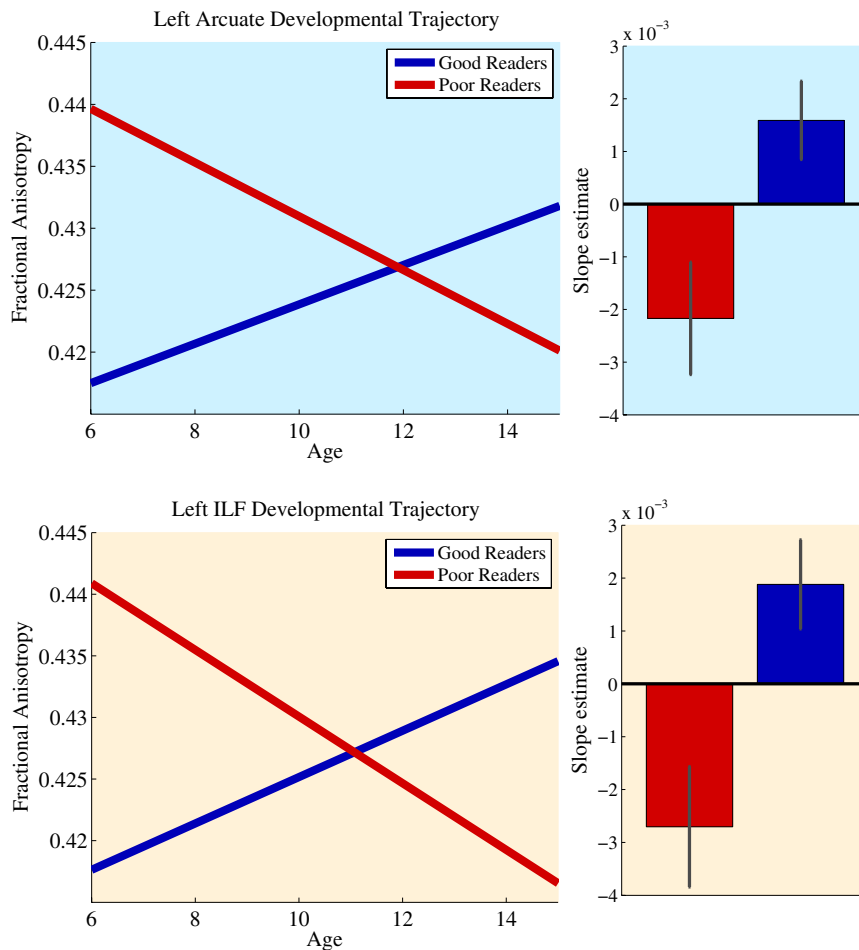 Left Arcuate Developmental Trajectory
0.445
0.44
0.435
0.43
0.425
0.42
Fractional Anisotropy
6 8 10 12 14
Age
Good Readers
Poor Readers
x 10⁻³
3
2
1
0
−1
−2
−3
−4
Slope estimate
Left ILF Developmental Trajectory
0.445
0.44
0.435
0.43
0.425
0.42
Fractional Anisotropy
6 8 10 12 14
Age
Good Readers
Poor Readers
x 10⁻³
3
2
1
0
−1
−2
−3
−4
Slope estimate